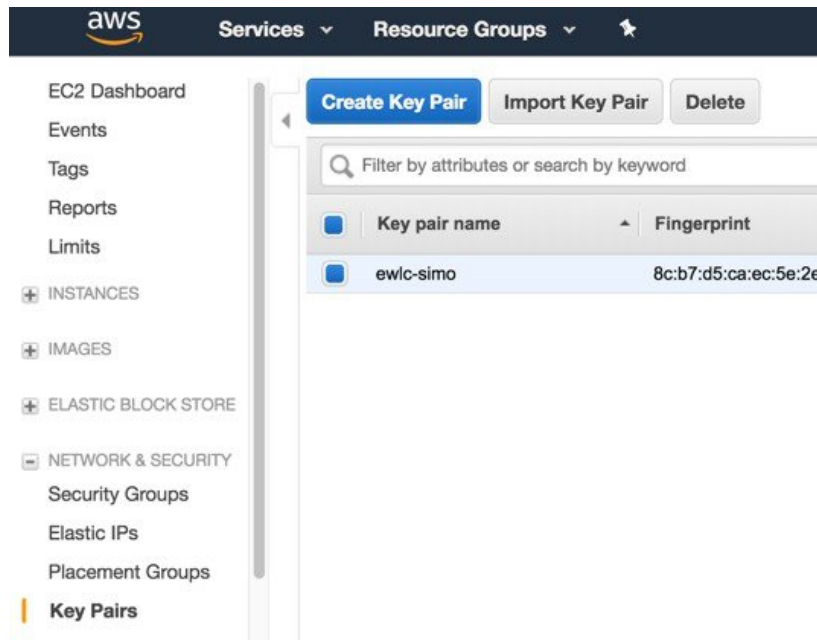 aws Services Resource Groups
EC2 Dashboard
Events
Tags
Reports
Limits
INSTANCES
IMAGES
ELASTIC BLOCK STORE
NETWORK & SECURITY
Security Groups
Elastic IPs
Placement Groups
Key Pairs
Create Key Pair Import Key Pair Delete
Filter by attributes or search by keyword
Key pair name Fingerprint
ewlc-simo 8c:b7:d5:ca:ec:5e:2e